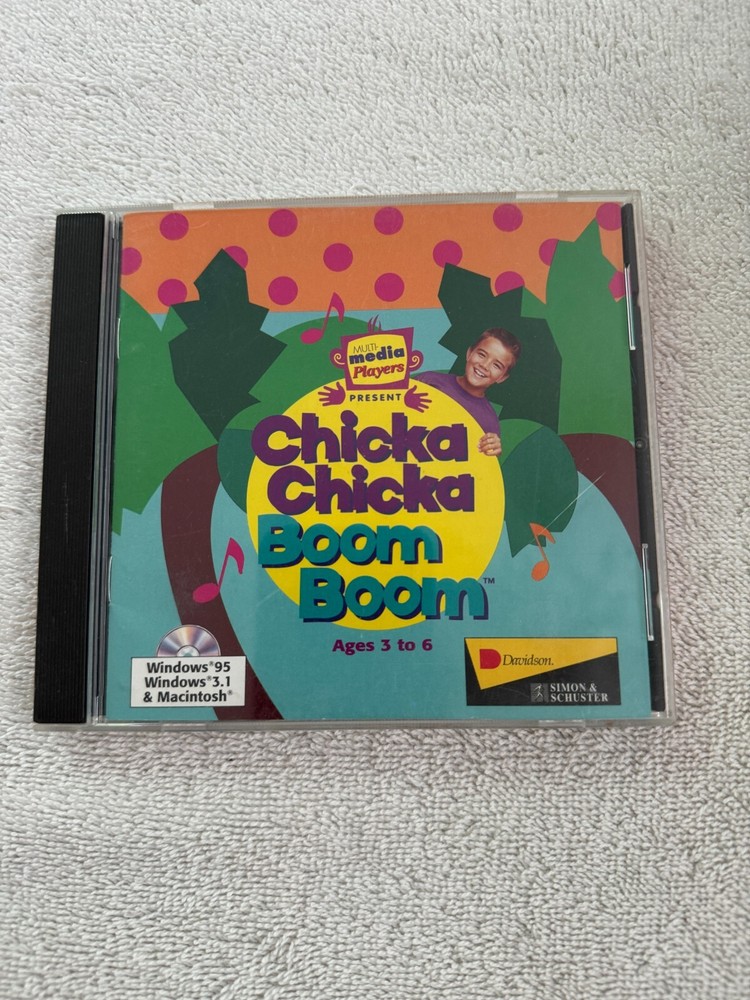 MULTI-
media
Players
PRESENT
Chicka
Chicka
Boom
Boom™
Ages 3 to 6
Windows®95
Windows®3.1
& Macintosh®
Davidson.
SIMON &
SCHUSTER